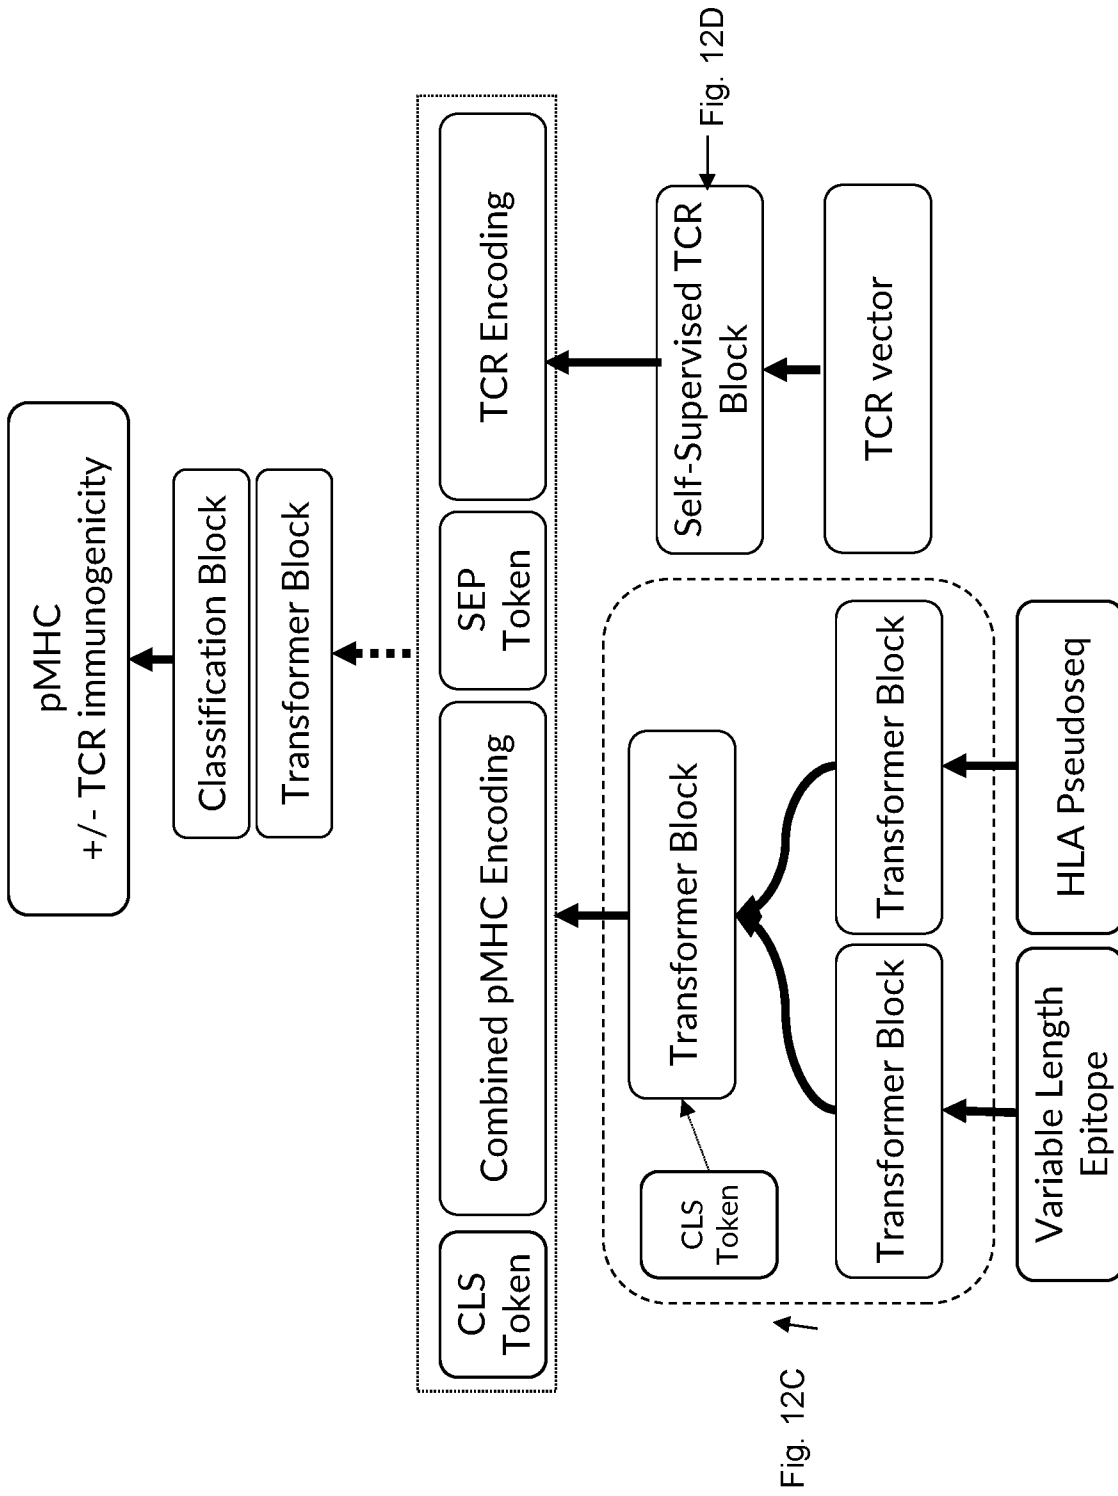 pMHC
+/- TCR immunogenicity
Classification Block
Transformer Block
CLS
Token
Combined pMHC Encoding
SEP
Token
TCR Encoding
CLS
Token
Transformer Block
Self-Supervised TCR
Block
Fig. 12D
Fig. 12C
Transformer Block
Transformer Block
TCR vector
Variable Length
Epitope
HLA Pseudoseq